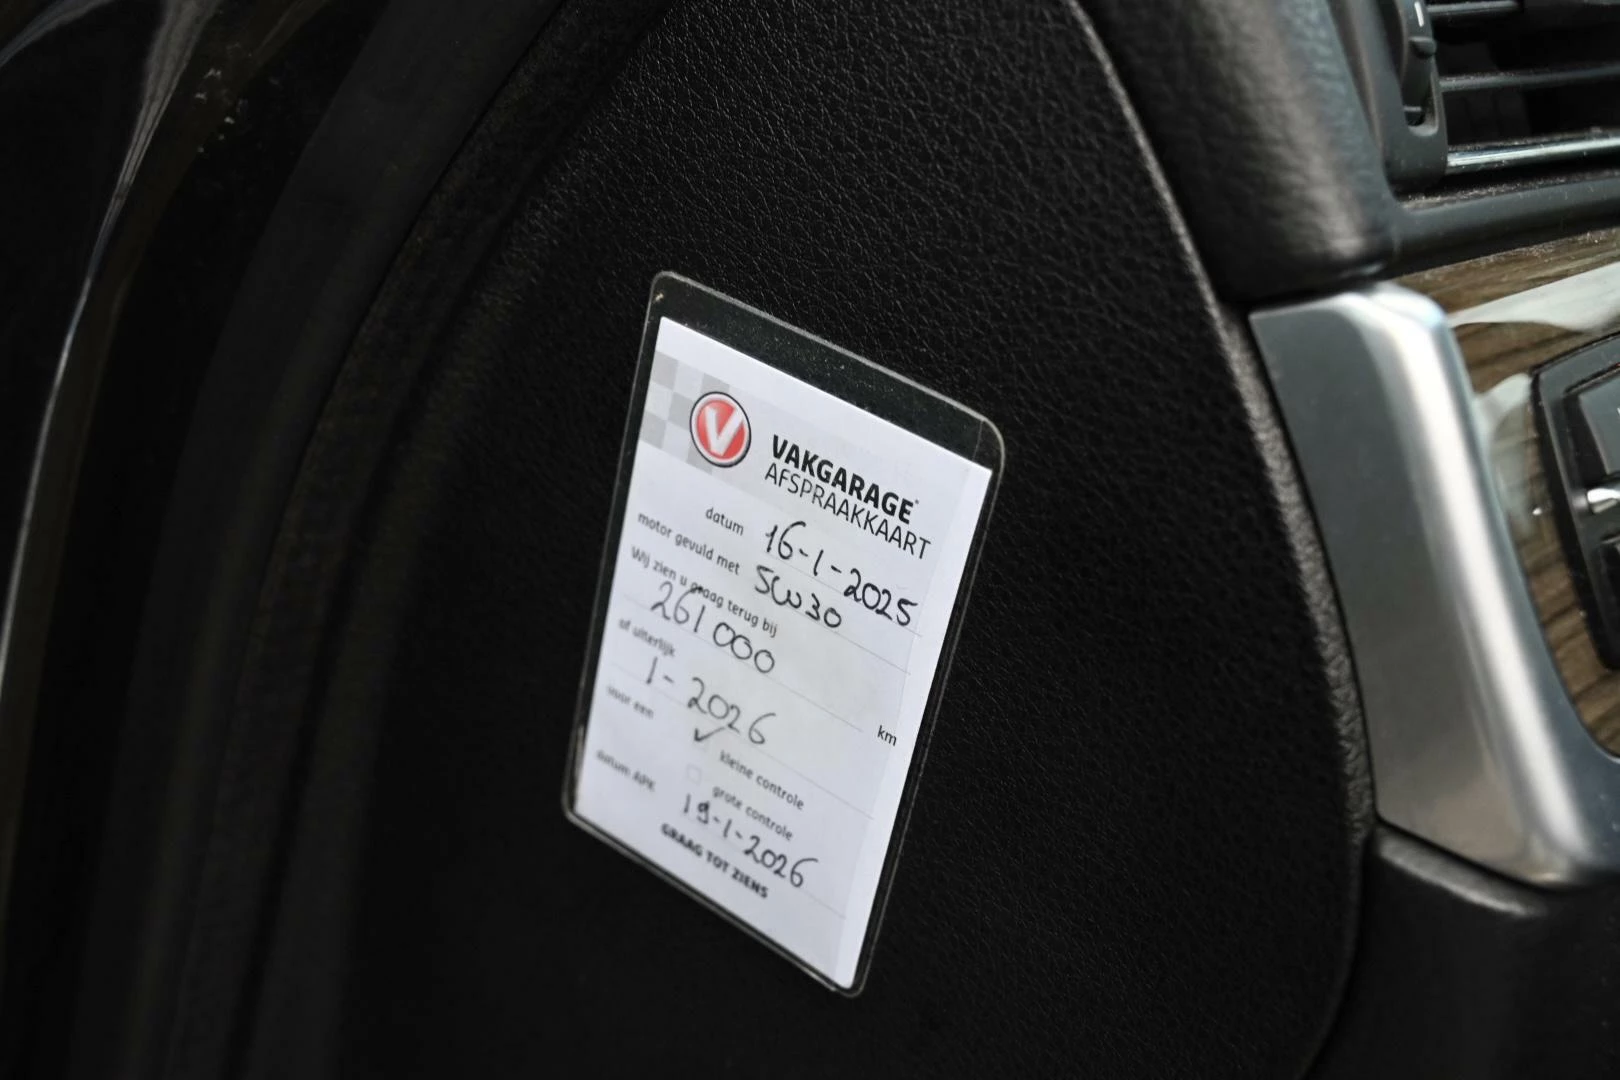 V
VAKGARAGE
AFSPRAAKKAART
datum 16-1-2025
motor gevuld met 5W30
Wij zien u graag terug bij
261000 km
of uiterlijk
1-2026
voor een
✓ kleine controle
grote controle
datum APK 19-1-2026
GRAAG TOT ZIENS